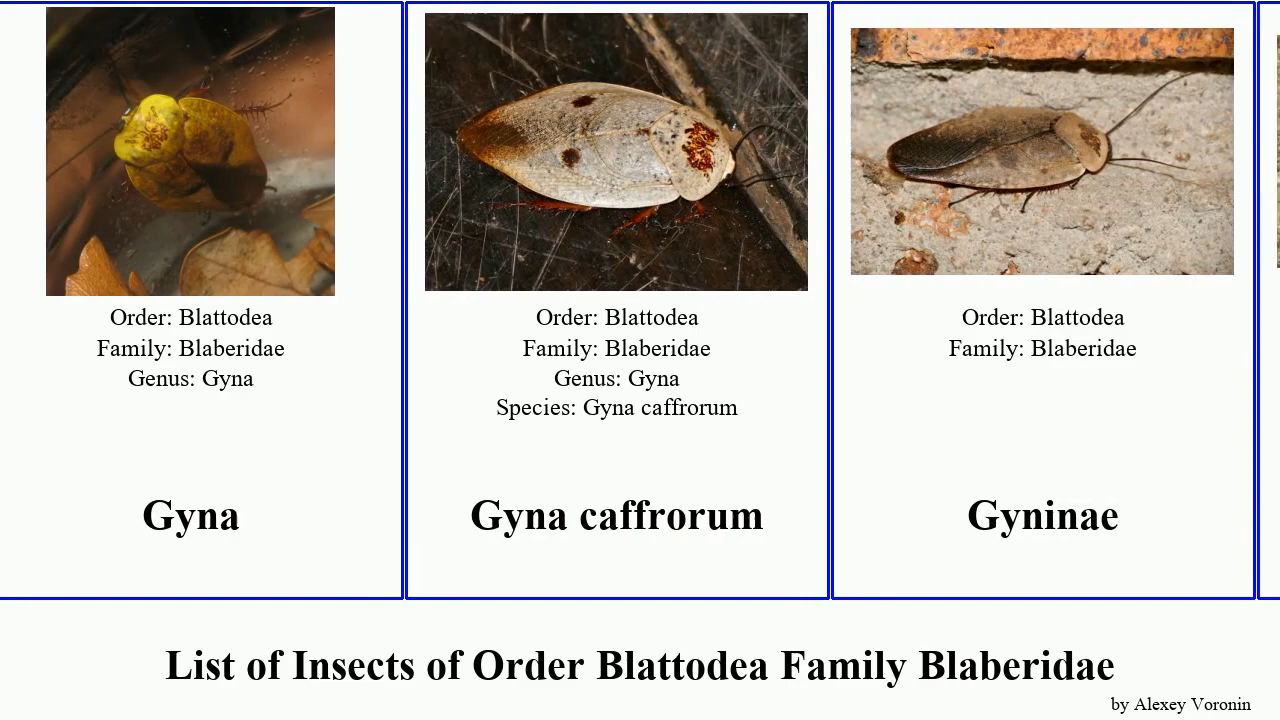 Order: Blattodea
Family: Blaberidae
Genus: Gyna
Gyna
Order: Blattodea
Family: Blaberidae
Genus: Gyna
Species: Gyna caffrorum
Gyna caffrorum
Order: Blattodea
Family: Blaberidae
Gyninae
List of Insects of Order Blattodea Family Blaberidae
by Alexey Voronin